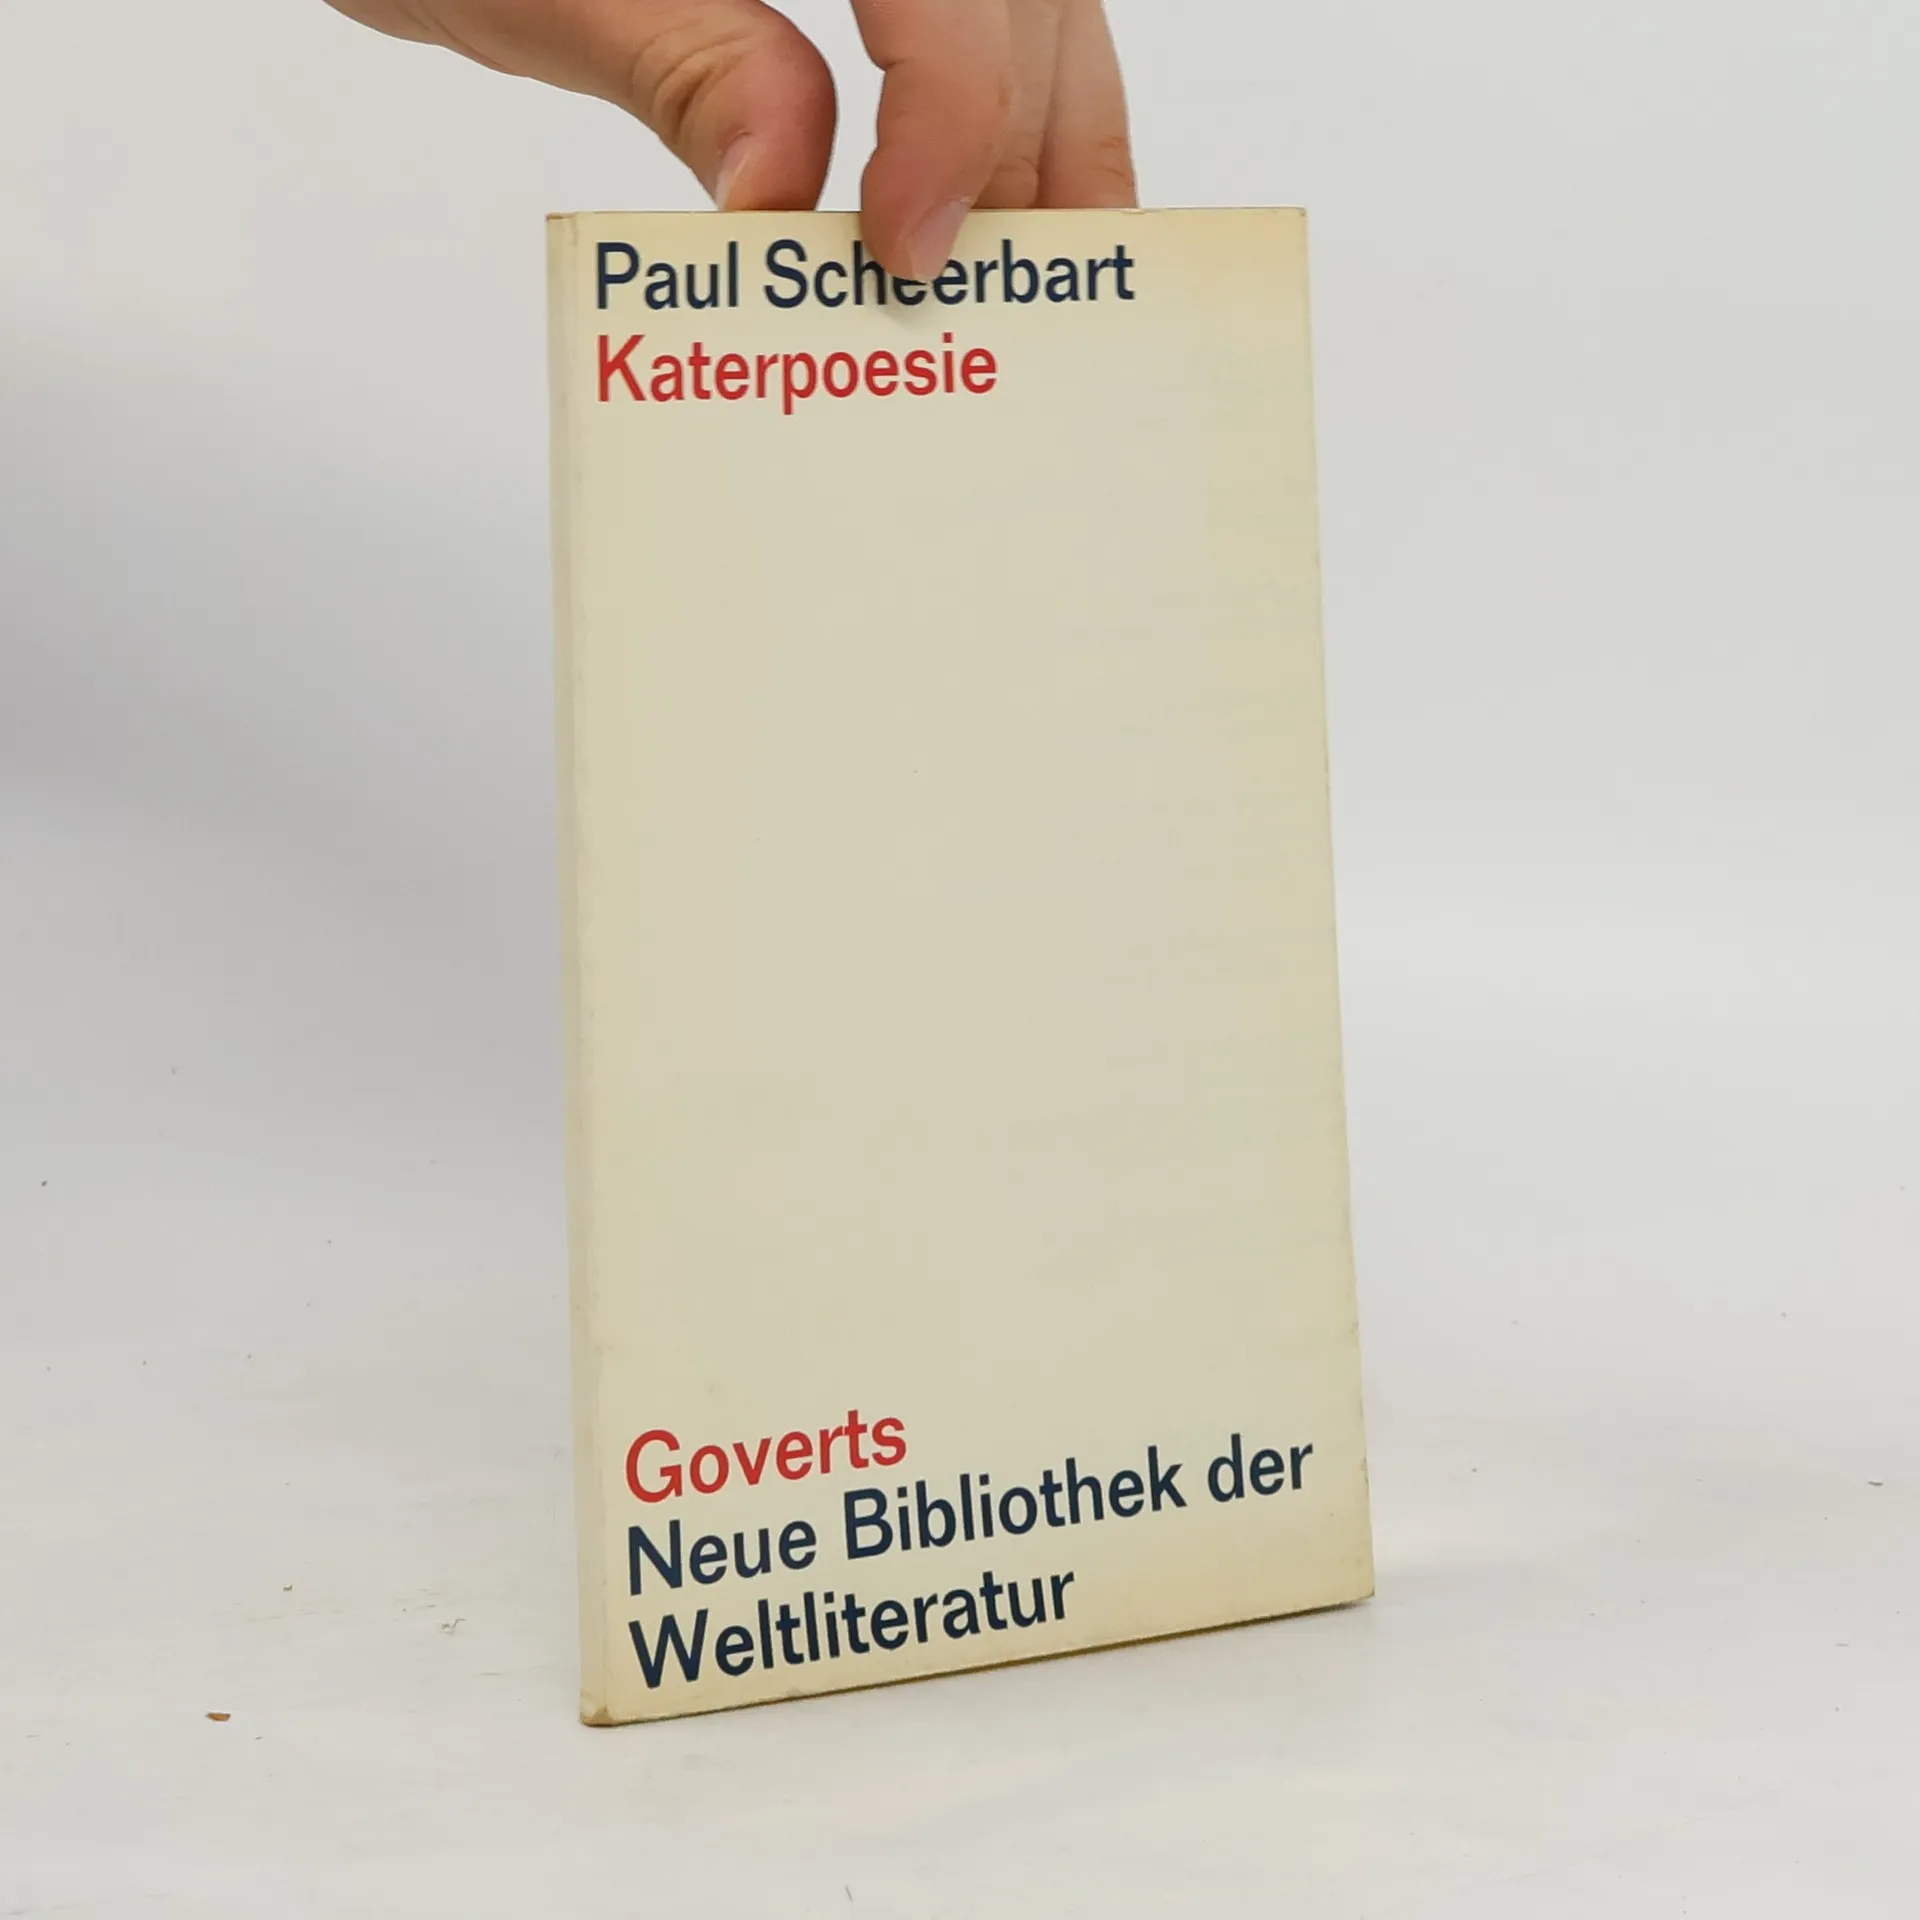 Paul Scheerbart
Katerpoesie
Goverts
Neue Bibliothek der
Weltliteratur